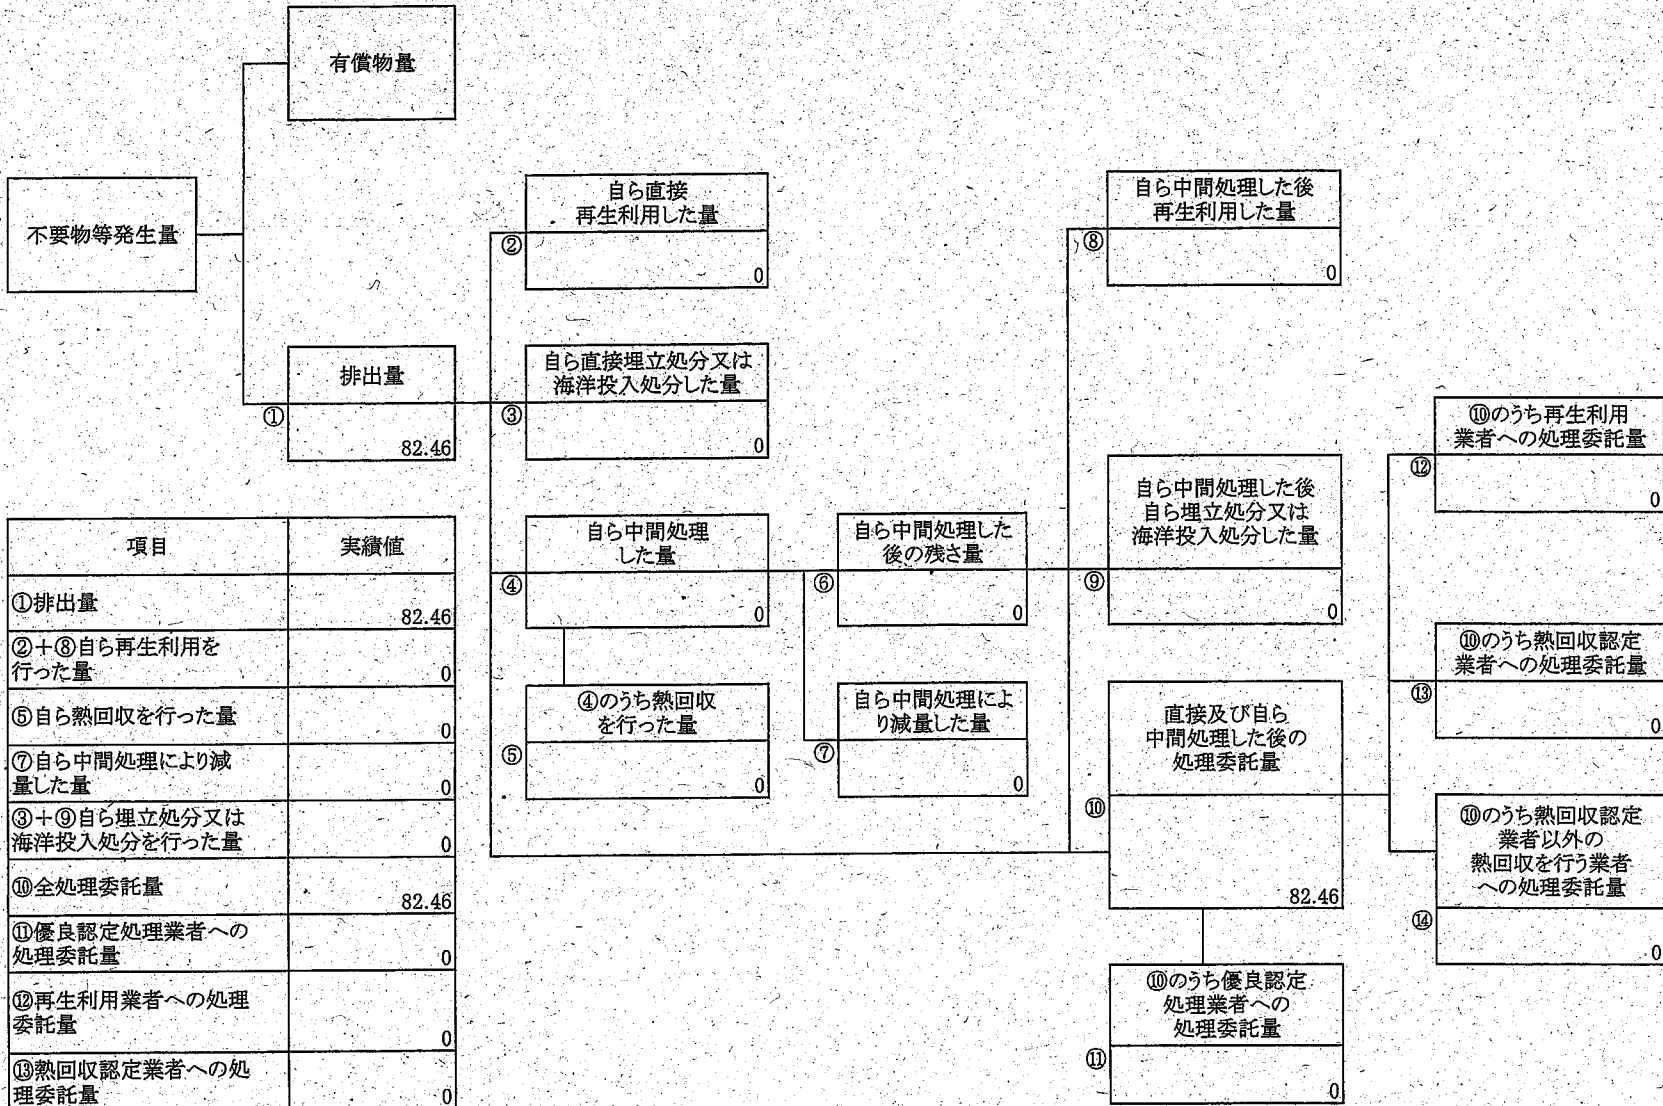 有償物量
不要物等発生量
排出量
①
82.46
自ら直接
再生利用した量
②
0
自ら直接埋立処分又は
海洋投入処分した量
③
0
自ら中間処理
した量
④
0
④のうち熱回収
を行った量
⑤
0
自ら中間処理した
後の残さ量
⑥
0
自ら中間処理によ
り減量した量
⑦
0
自ら中間処理した後
再生利用した量
⑧
0
自ら中間処理した後
自ら埋立処分又は
海洋投入処分した量
⑨
0
直接及び自ら
中間処理した後の
処理委託量
⑩
82.46
⑩のうち優良認定
処理業者への
処理委託量
⑪
0
⑩のうち再生利用
業者への処理委託量
⑫
0
⑩のうち熱回収認定
業者への処理委託量
⑬
0
⑩のうち熱回収認定
業者以外の
熱回収を行う業者
への処理委託量
⑭
0
項目 実績値
①排出量 82.46
②+⑧自ら再生利用を
行った量 0
⑤自ら熱回収を行った量 0
⑦自ら中間処理により減
量した量 0
③+⑨自ら埋立処分又は
海洋投入処分を行った量 0
⑩全処理委託量 82.46
⑪優良認定処理業者への
処理委託量 0
⑫再生利用業者への処理
委託量 0
⑬熱回収認定業者への処
理委託量 0